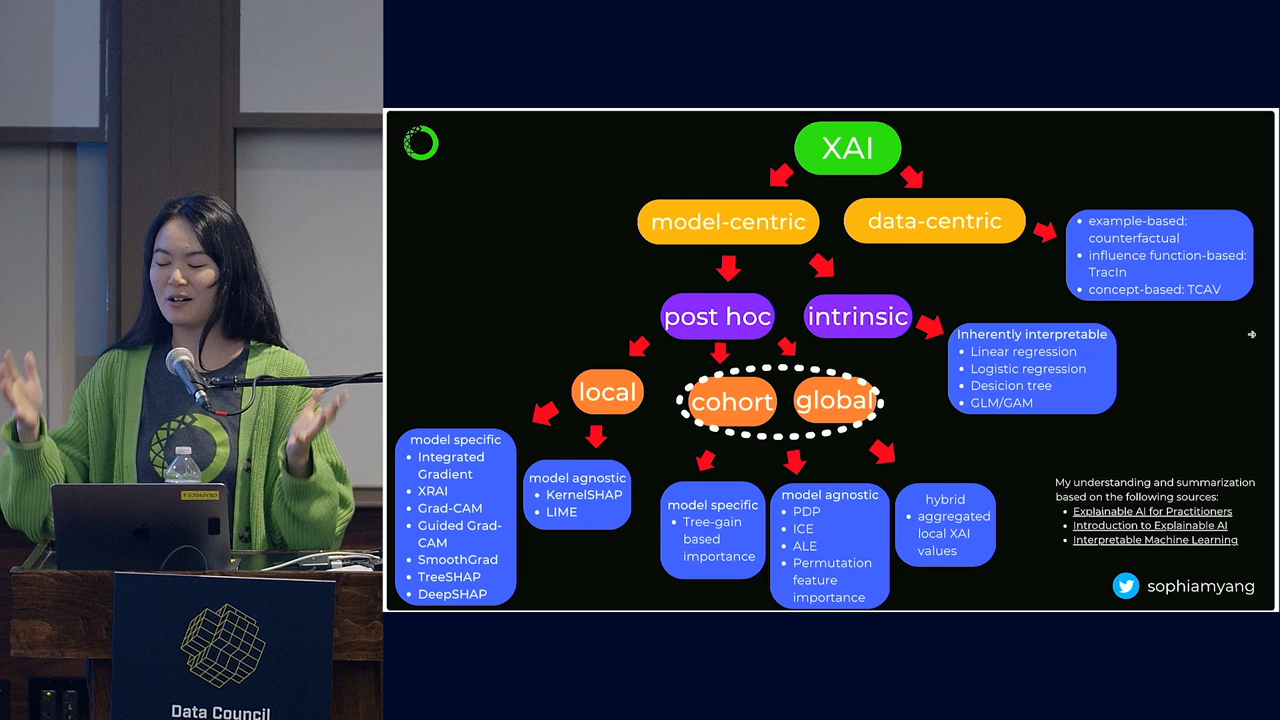 XAI
model-centric
data-centric
• example-based:
counterfactual
• influence function-based:
TracIn
• concept-based: TCAV
post hoc
intrinsic
Inherently interpretable
• Linear regression
• Logistic regression
• Desicion tree
• GLM/GAM
local
cohort
global
model specific
• Integrated
Gradient
• XRAI
• Grad-CAM
• Guided Grad-
CAM
• SmoothGrad
• TreeSHAP
• DeepSHAP
model agnostic
• KernelSHAP
• LIME
model specific
• Tree-gain
based
importance
model agnostic
• PDP
• ICE
• ALE
• Permutation
feature
importance
hybrid
• aggregated
local XAI
values
My understanding and summarization
based on the following sources:
• Explainable AI for Practitioners
• Introduction to Explainable AI
• Interpretable Machine Learning
sophiamyang
Data Council